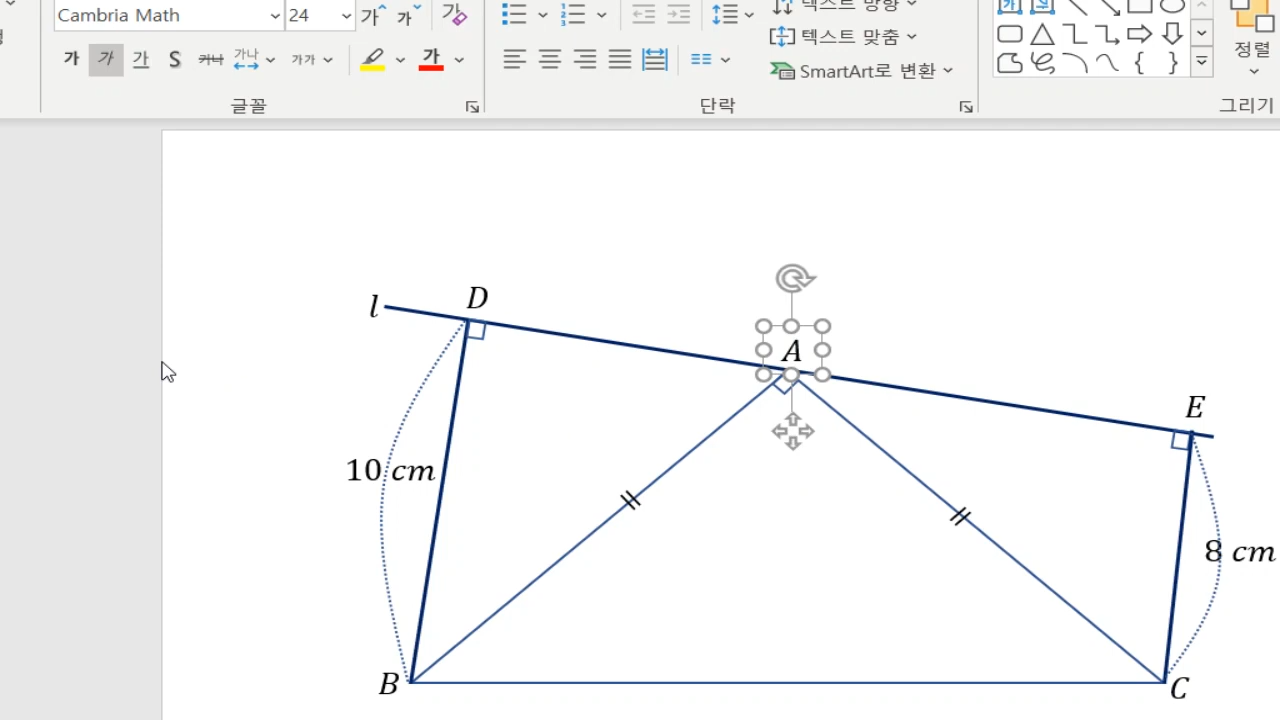 Cambria Math 24 가 가 가
텍스트 방향
가 가 가 S 가나 가나 가가 가
텍스트 맞춤
SmartArt로 변환
정렬
글꼴 단락 그리기
l D
A
E
10 cm
8 cm
B C